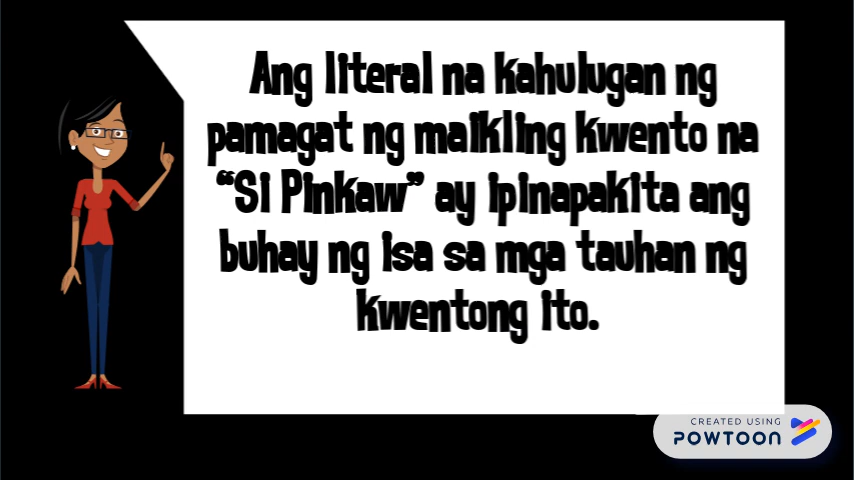 Ang literal na kahulugan ng
pamagat ng maikling kwento na
“Si Pinkaw” ay ipinapakita ang
buhay ng isa sa mga tauhan ng
kwentong ito.
CREATED USING
POWTOON